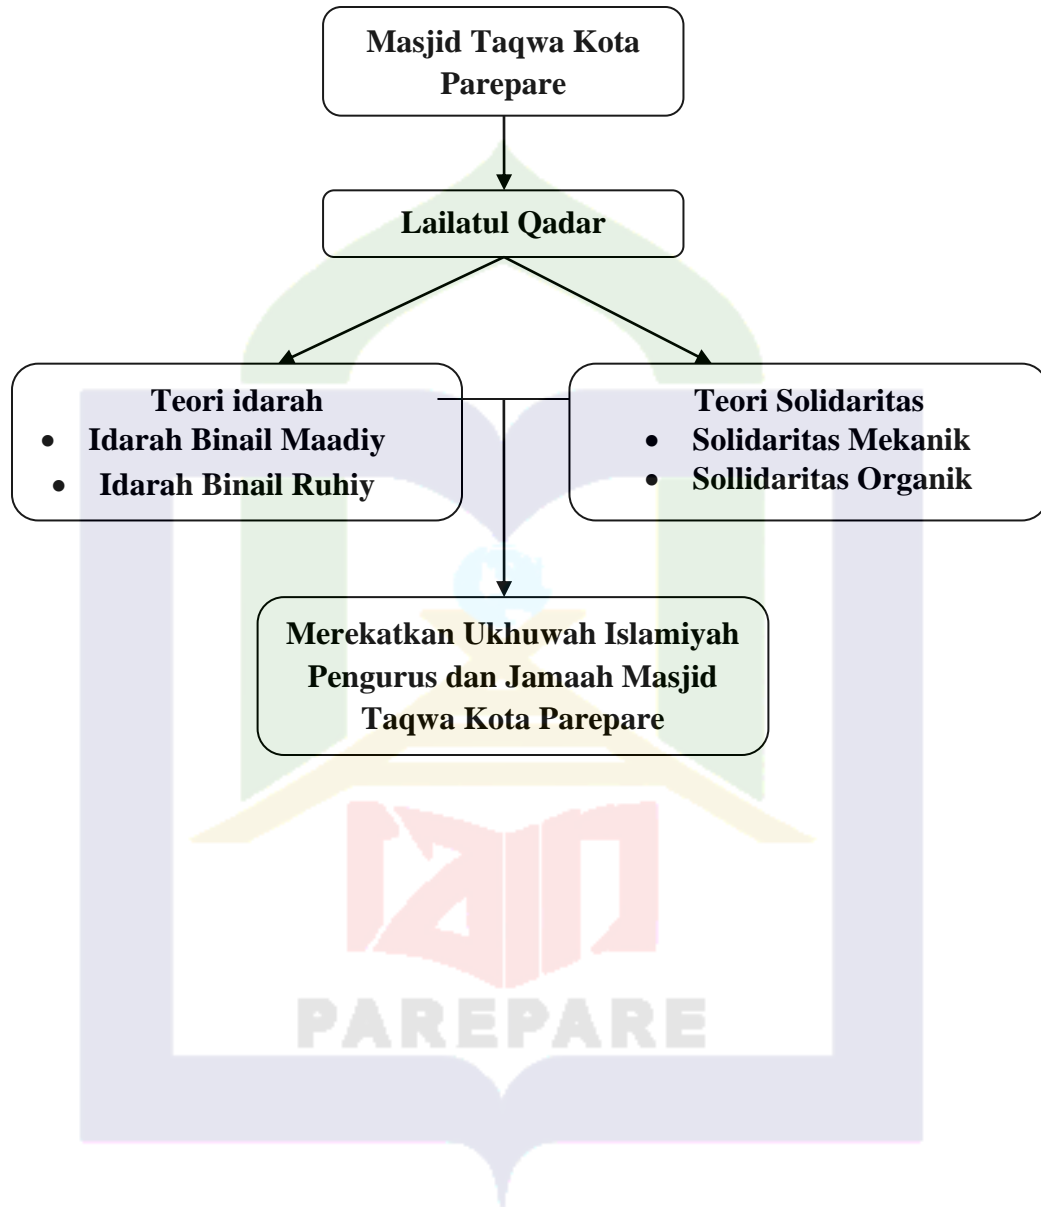 Masjid Taqwa Kota
Parepare
Lailatul Qadar
Teori idarah
• Idarah Binail Maadiy
• Idarah Binail Ruhiy
Teori Solidaritas
• Solidaritas Mekanik
• Sollidaritas Organik
Merekatkan Ukhuwah Islamiyah
Pengurus dan Jamaah Masjid
Taqwa Kota Parepare
iain
PAREPARE